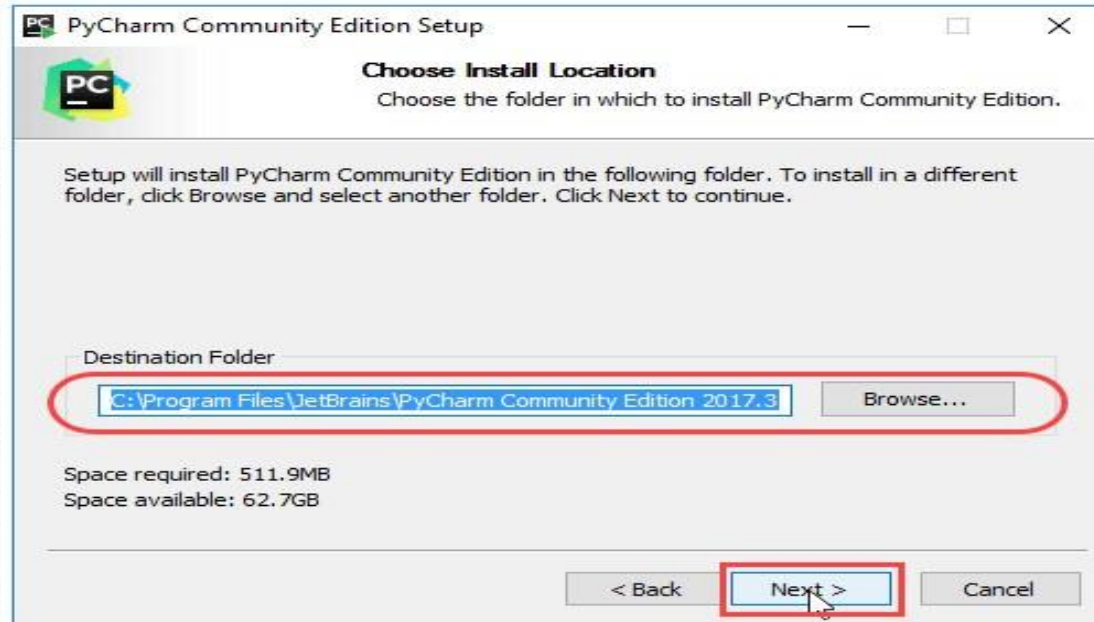 PC PyCharm Community Edition Setup
PC
Choose Install Location
Choose the folder in which to install PyCharm Community Edition.
Setup will install PyCharm Community Edition in the following folder. To install in a different
folder, click Browse and select another folder. Click Next to continue.
Destination Folder
C:\Program Files\JetBrains\PyCharm Community Edition 2017.3
Browse...
Space required: 511.9MB
Space available: 62.7GB
< Back
Next >
Cancel